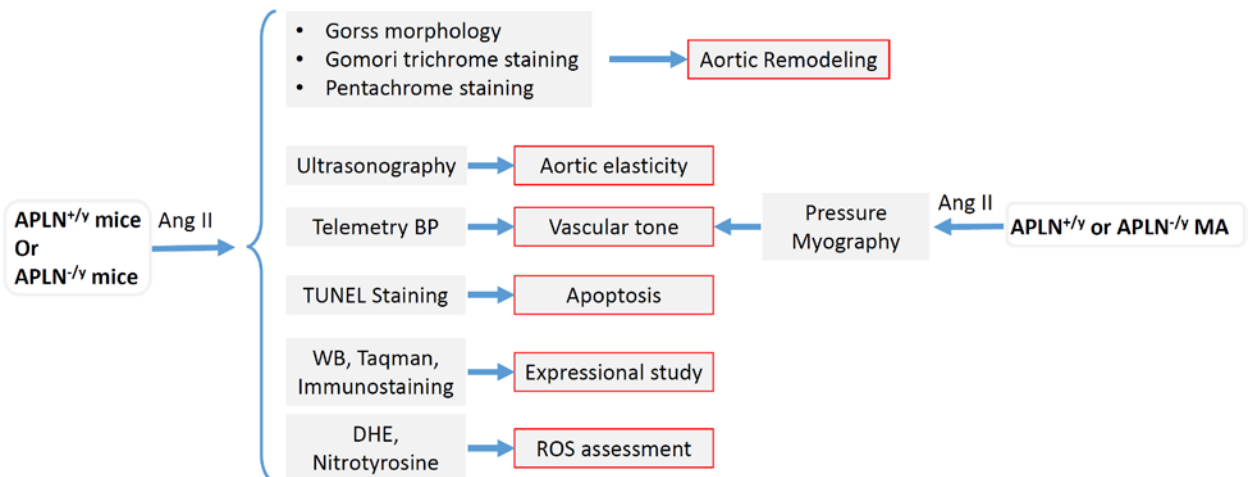 • Gorss morphology
• Gomori trichrome staining
• Pentachrome staining
Aortic Remodeling
Ultrasonography
Aortic elasticity
APLN+/y mice
Or
APLN-/y mice
Ang II
Telemetry BP
Vascular tone
Pressure
Myography
Ang II
APLN+/y or APLN-/y MA
TUNEL Staining
Apoptosis
WB, Taqman,
Immunostaining
Expressional study
DHE,
Nitrotyrosine
ROS assessment